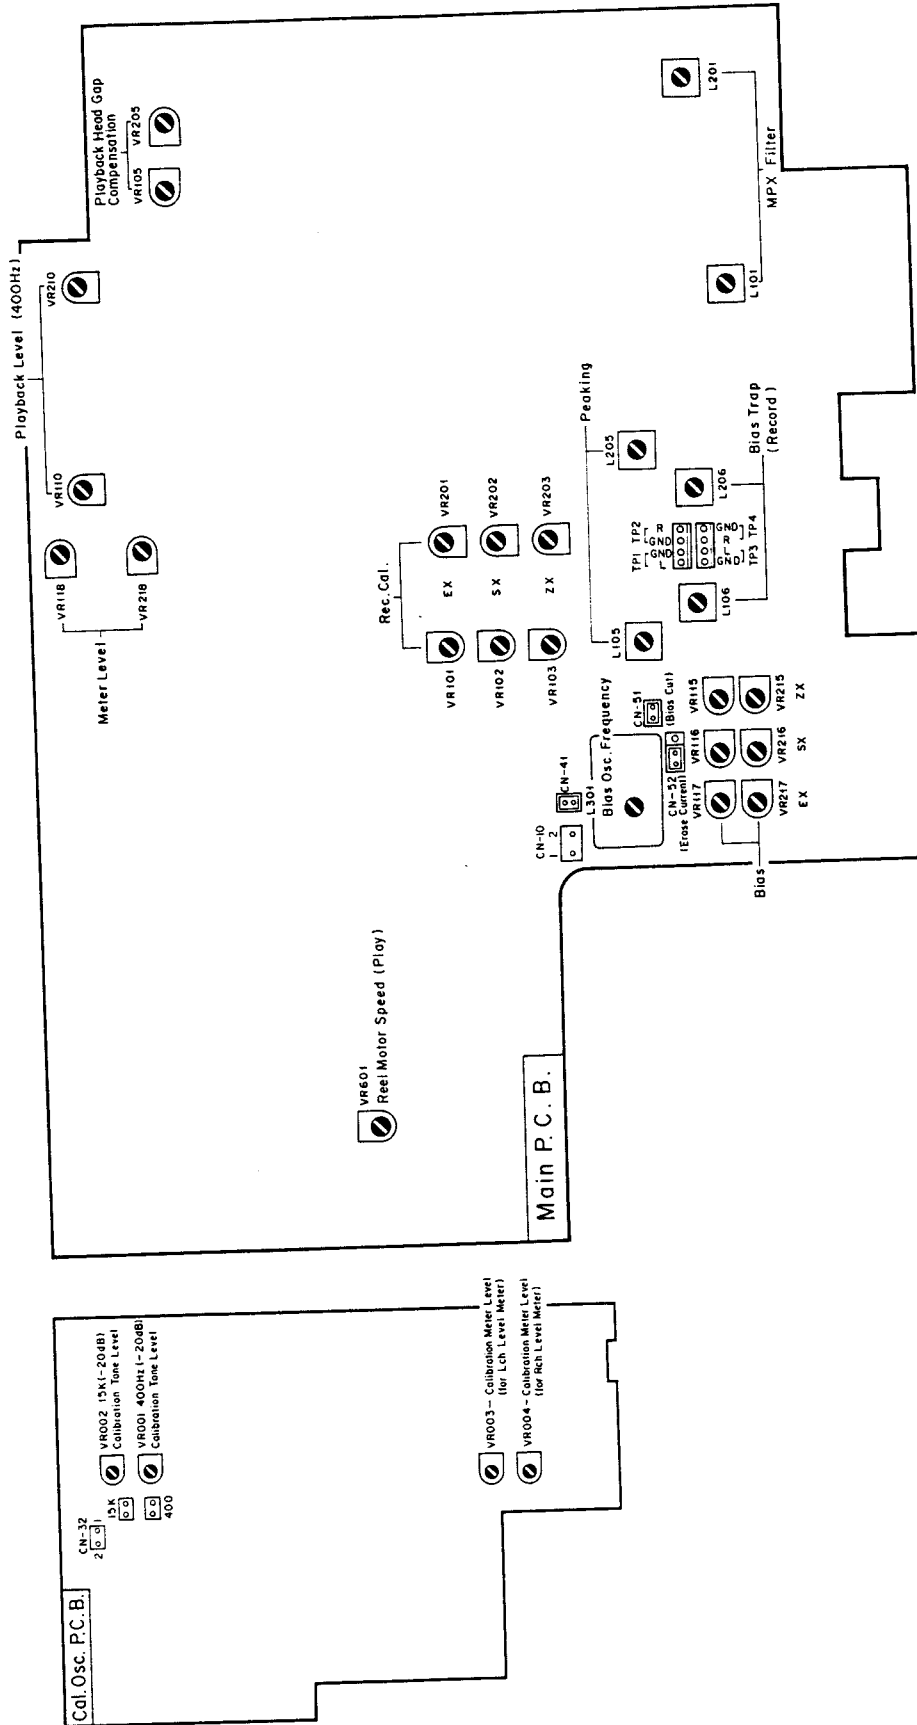 Cal. Osc. P.C.B.
CN-32
2 1
15K
VR002 15K(-20dB)
Calibration Tone Level
400
VR001 400Hz(-20dB)
Calibration Tone Level
VR003 - Calibration Meter Level
(for Lch Level Meter)
VR004 - Calibration Meter Level
(for Rch Level Meter)
Main P. C. B.
VR601
Reel Motor Speed (Play)
Playback Level (400Hz)
VR110
VR210
Playback Head Gap
Compensation
VR105
VR205
Meter Level
VR118
VR218
Rec. Cal.
VR101
EX
VR201
VR102
SX
VR202
VR103
ZX
VR203
Peaking
L105
L205
CN-10
1 2
CN-41
L301
Bias Osc. Frequency
CN-51
(Bias Cut)
CN-52
(Erase Current)
VR117
VR116
VR115
VR217
VR216
VR215
EX
SX
ZX
Bias
TP1
TP2
L
GND
GND
R
GND
L
R
GND
TP3
TP4
L106
L206
Bias Trap
(Record)
L101
L201
MPX Filter